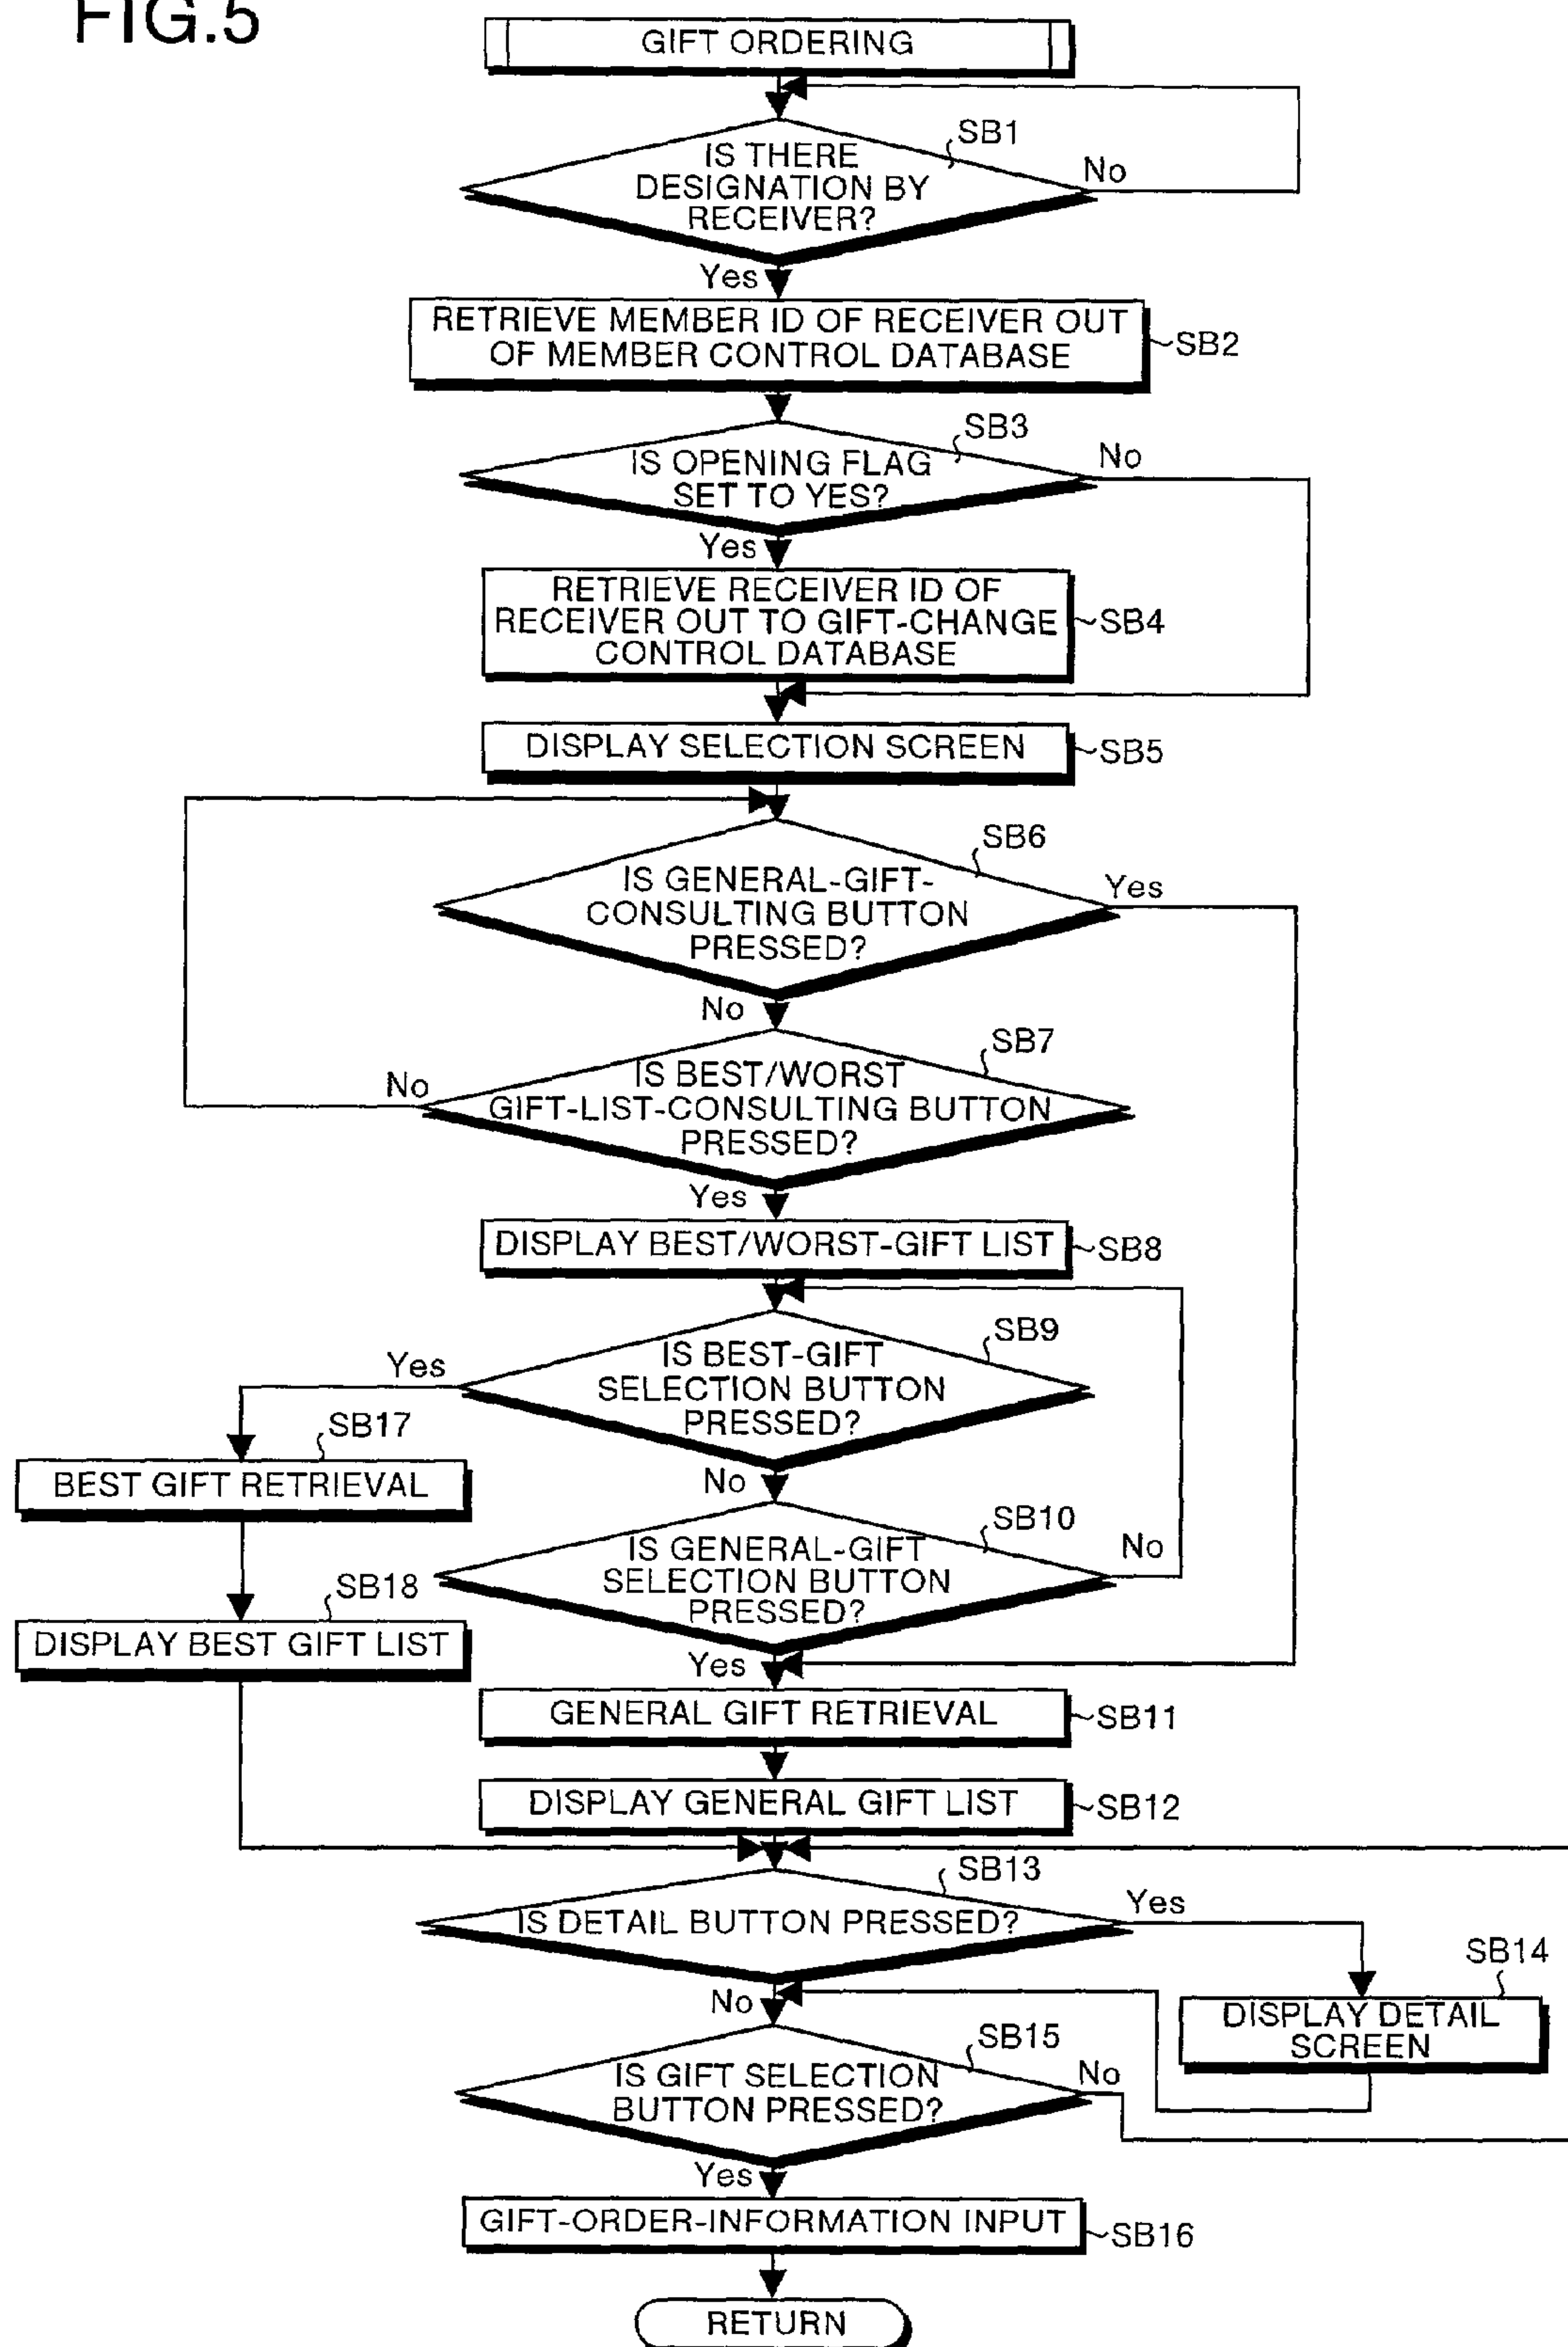 FIG.5
GIFT ORDERING
SB1
IS THERE
DESIGNATION BY
RECEIVER?
No
Yes
RETRIEVE MEMBER ID OF RECEIVER OUT
OF MEMBER CONTROL DATABASE
SB2
SB3
IS OPENING FLAG
SET TO YES?
No
Yes
RETRIEVE RECEIVER ID OF
RECEIVER OUT TO GIFT-CHANGE
CONTROL DATABASE
SB4
DISPLAY SELECTION SCREEN
SB5
SB6
IS GENERAL-GIFT-
CONSULTING BUTTON
PRESSED?
Yes
No
SB7
IS BEST/WORST
GIFT-LIST-CONSULTING BUTTON
PRESSED?
No
Yes
DISPLAY BEST/WORST-GIFT LIST
SB8
SB9
IS BEST-GIFT
SELECTION BUTTON
PRESSED?
Yes
No
SB17
BEST GIFT RETRIEVAL
SB10
IS GENERAL-GIFT
SELECTION BUTTON
PRESSED?
No
Yes
SB18
DISPLAY BEST GIFT LIST
GENERAL GIFT RETRIEVAL
SB11
DISPLAY GENERAL GIFT LIST
SB12
SB13
IS DETAIL BUTTON PRESSED?
Yes
No
SB14
DISPLAY DETAIL
SCREEN
SB15
IS GIFT SELECTION
BUTTON PRESSED?
No
Yes
GIFT-ORDER-INFORMATION INPUT
SB16
RETURN